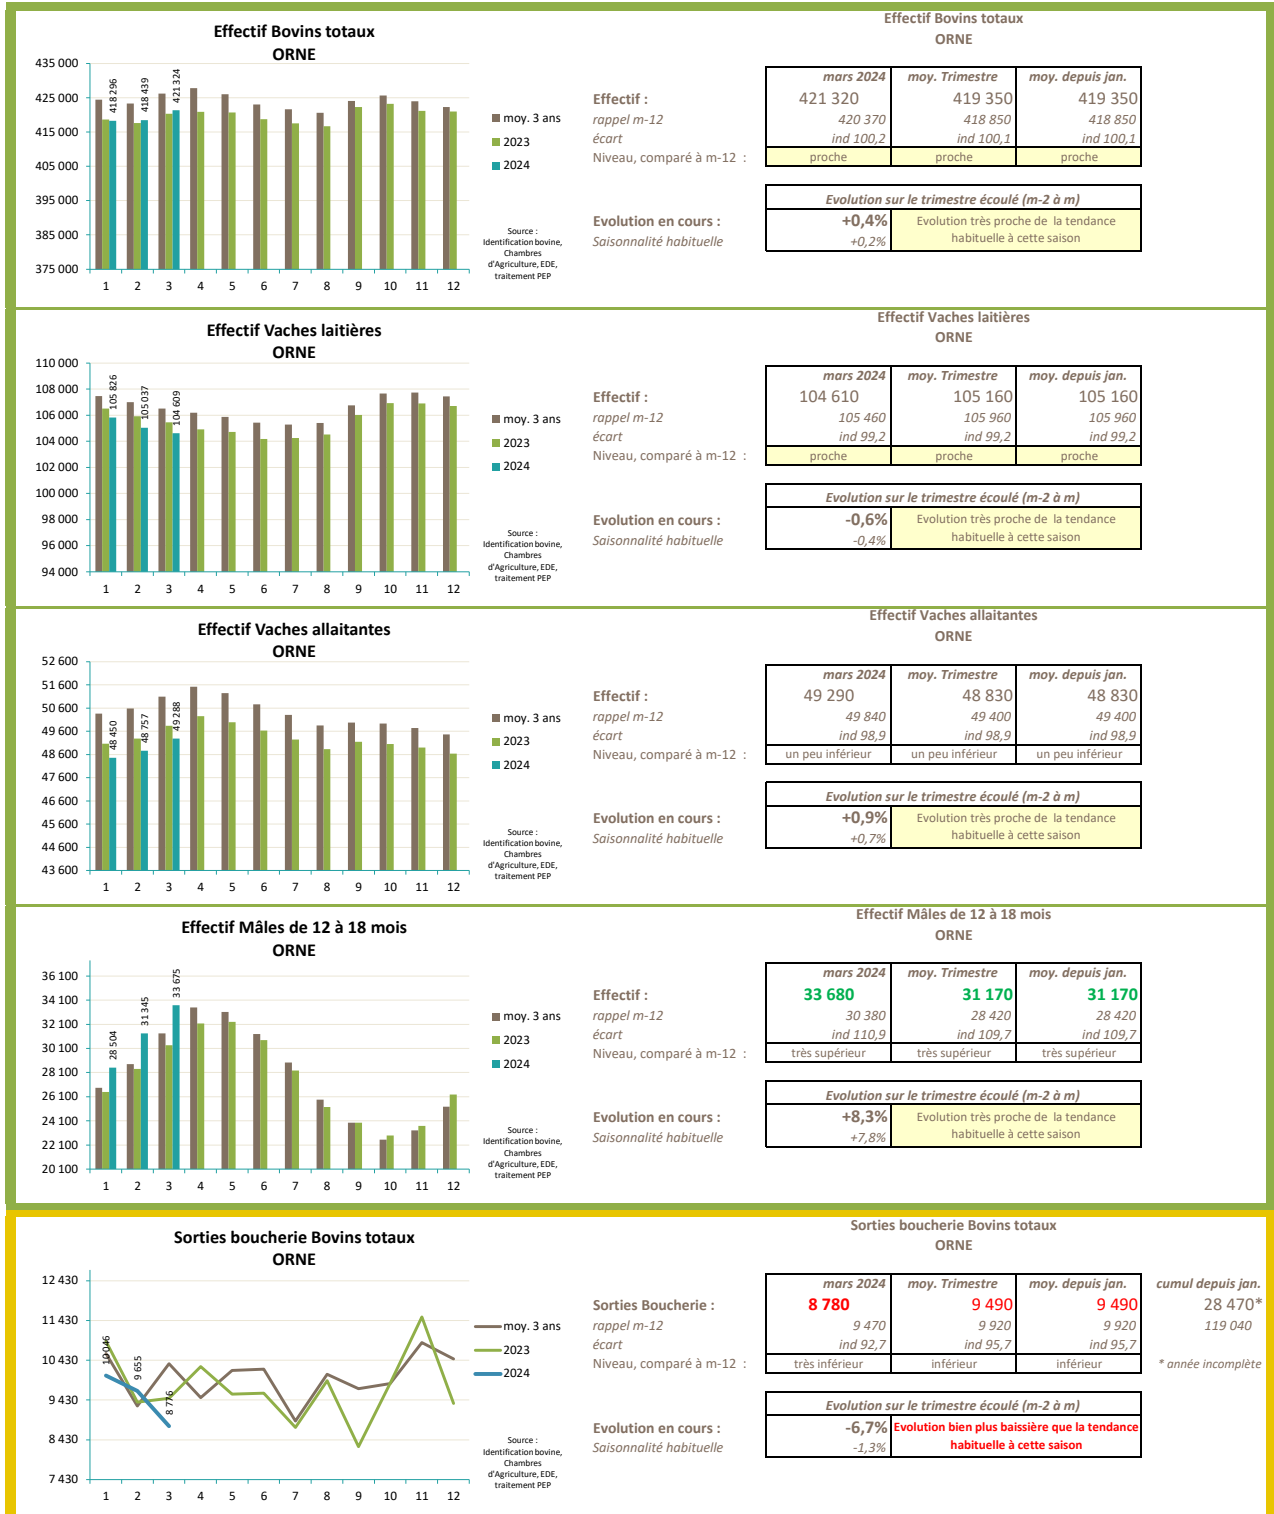 Effectif Bovins totaux
ORNE
435 000
425 000
415 000
405 000
395 000
385 000
375 000
418 296
418 439
421 324
1 2 3 4 5 6 7 8 9 10 11 12
moy. 3 ans
2023
2024
Source :
Identification bovine,
Chambres
d'Agriculture, EDE,
traitement PEP
Effectif Bovins totaux
ORNE
mars 2024 moy. Trimestre moy. depuis jan.
Effectif : 421 320 419 350 419 350
rappel m-12 420 370 418 850 418 850
écart ind 100,2 ind 100,1 ind 100,1
Niveau, comparé à m-12 : proche proche proche
Evolution sur le trimestre écoulé (m-2 à m)
Evolution en cours : +0,4% Evolution très proche de la tendance
Saisonnalité habituelle +0,2% habituelle à cette saison
Effectif Vaches laitières
ORNE
110 000
108 000
106 000
104 000
102 000
100 000
98 000
96 000
94 000
105 826
105 037
104 609
1 2 3 4 5 6 7 8 9 10 11 12
moy. 3 ans
2023
2024
Source :
Identification bovine,
Chambres
d'Agriculture, EDE,
traitement PEP
Effectif Vaches laitières
ORNE
mars 2024 moy. Trimestre moy. depuis jan.
Effectif : 104 610 105 160 105 160
rappel m-12 105 460 105 960 105 960
écart ind 99,2 ind 99,2 ind 99,2
Niveau, comparé à m-12 : proche proche proche
Evolution sur le trimestre écoulé (m-2 à m)
Evolution en cours : -0,6% Evolution très proche de la tendance
Saisonnalité habituelle -0,4% habituelle à cette saison
Effectif Vaches allaitantes
ORNE
52 600
51 600
50 600
49 600
48 600
47 600
46 600
45 600
44 600
43 600
48 450
48 757
49 288
1 2 3 4 5 6 7 8 9 10 11 12
moy. 3 ans
2023
2024
Source :
Identification bovine,
Chambres
d'Agriculture, EDE,
traitement PEP
Effectif Vaches allaitantes
ORNE
mars 2024 moy. Trimestre moy. depuis jan.
Effectif : 49 290 48 830 48 830
rappel m-12 49 840 49 400 49 400
écart ind 98,9 ind 98,9 ind 98,9
Niveau, comparé à m-12 : un peu inférieur un peu inférieur un peu inférieur
Evolution sur le trimestre écoulé (m-2 à m)
Evolution en cours : +0,9% Evolution très proche de la tendance
Saisonnalité habituelle +0,7% habituelle à cette saison
Effectif Mâles de 12 à 18 mois
ORNE
36 100
34 100
32 100
30 100
28 100
26 100
24 100
22 100
20 100
28 504
31 345
33 675
1 2 3 4 5 6 7 8 9 10 11 12
moy. 3 ans
2023
2024
Source :
Identification bovine,
Chambres
d'Agriculture, EDE,
traitement PEP
Effectif Mâles de 12 à 18 mois
ORNE
mars 2024 moy. Trimestre moy. depuis jan.
Effectif : 33 680 31 170 31 170
rappel m-12 30 380 28 420 28 420
écart ind 110,9 ind 109,7 ind 109,7
Niveau, comparé à m-12 : très supérieur très supérieur très supérieur
Evolution sur le trimestre écoulé (m-2 à m)
Evolution en cours : +8,3% Evolution très proche de la tendance
Saisonnalité habituelle +7,8% habituelle à cette saison
Sorties boucherie Bovins totaux
ORNE
12 430
11 430
10 430
9 430
8 430
7 430
10 046
9 655
8 776
1 2 3 4 5 6 7 8 9 10 11 12
moy. 3 ans
2023
2024
Source :
Identification bovine,
Chambres
d'Agriculture, EDE,
traitement PEP
Sorties boucherie Bovins totaux
ORNE
mars 2024 moy. Trimestre moy. depuis jan. cumul depuis jan.
Sorties Boucherie : 8 780 9 490 9 490 28 470*
rappel m-12 9 470 9 920 9 920 119 040
écart ind 92,7 ind 95,7 ind 95,7
Niveau, comparé à m-12 : très inférieur inférieur inférieur * année incomplète
Evolution sur le trimestre écoulé (m-2 à m)
Evolution en cours : -6,7% Evolution bien plus baissière que la tendance
Saisonnalité habituelle -1,3% habituelle à cette saison